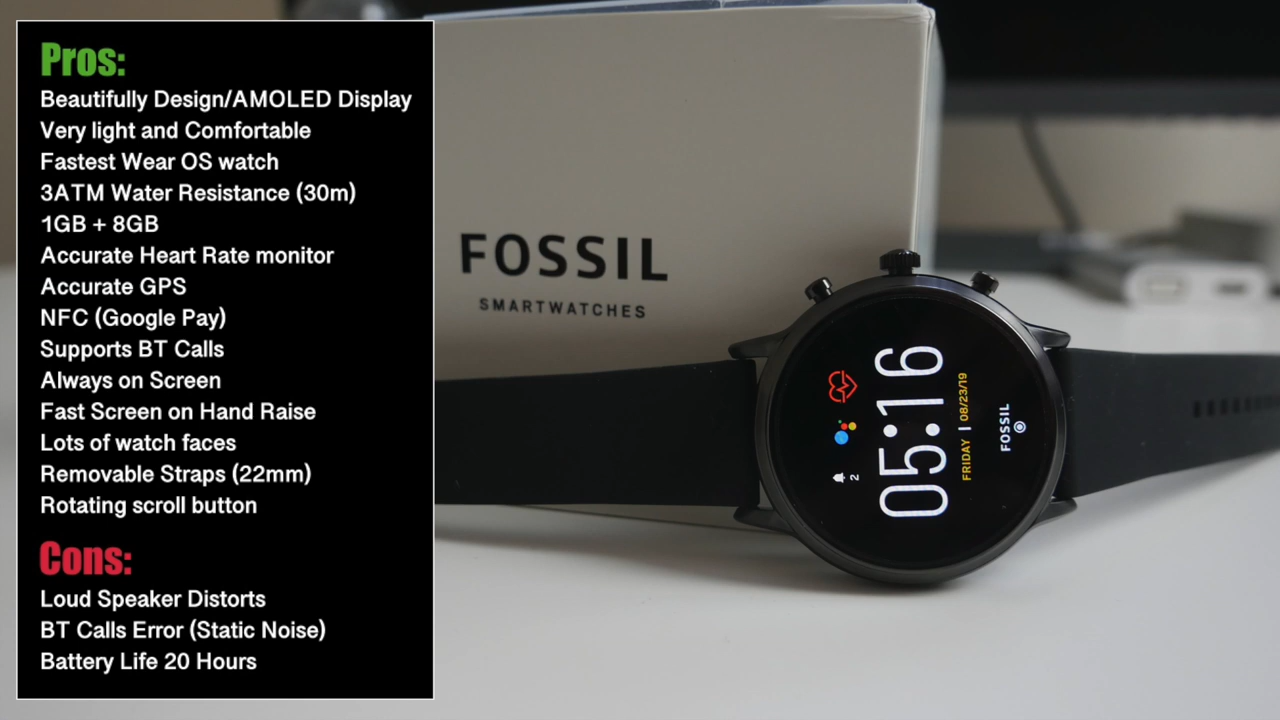 Pros:
Beautifully Design/AMOLED Display
Very light and Comfortable
Fastest Wear OS watch
3ATM Water Resistance (30m)
1GB + 8GB
Accurate Heart Rate monitor
Accurate GPS
NFC (Google Pay)
Supports BT Calls
Always on Screen
Fast Screen on Hand Raise
Lots of watch faces
Removable Straps (22mm)
Rotating scroll button
Cons:
Loud Speaker Distorts
BT Calls Error (Static Noise)
Battery Life 20 Hours
FOSSIL
SMARTWATCHES
2
05:16
FRIDAY | 08/23/19
FOSSIL